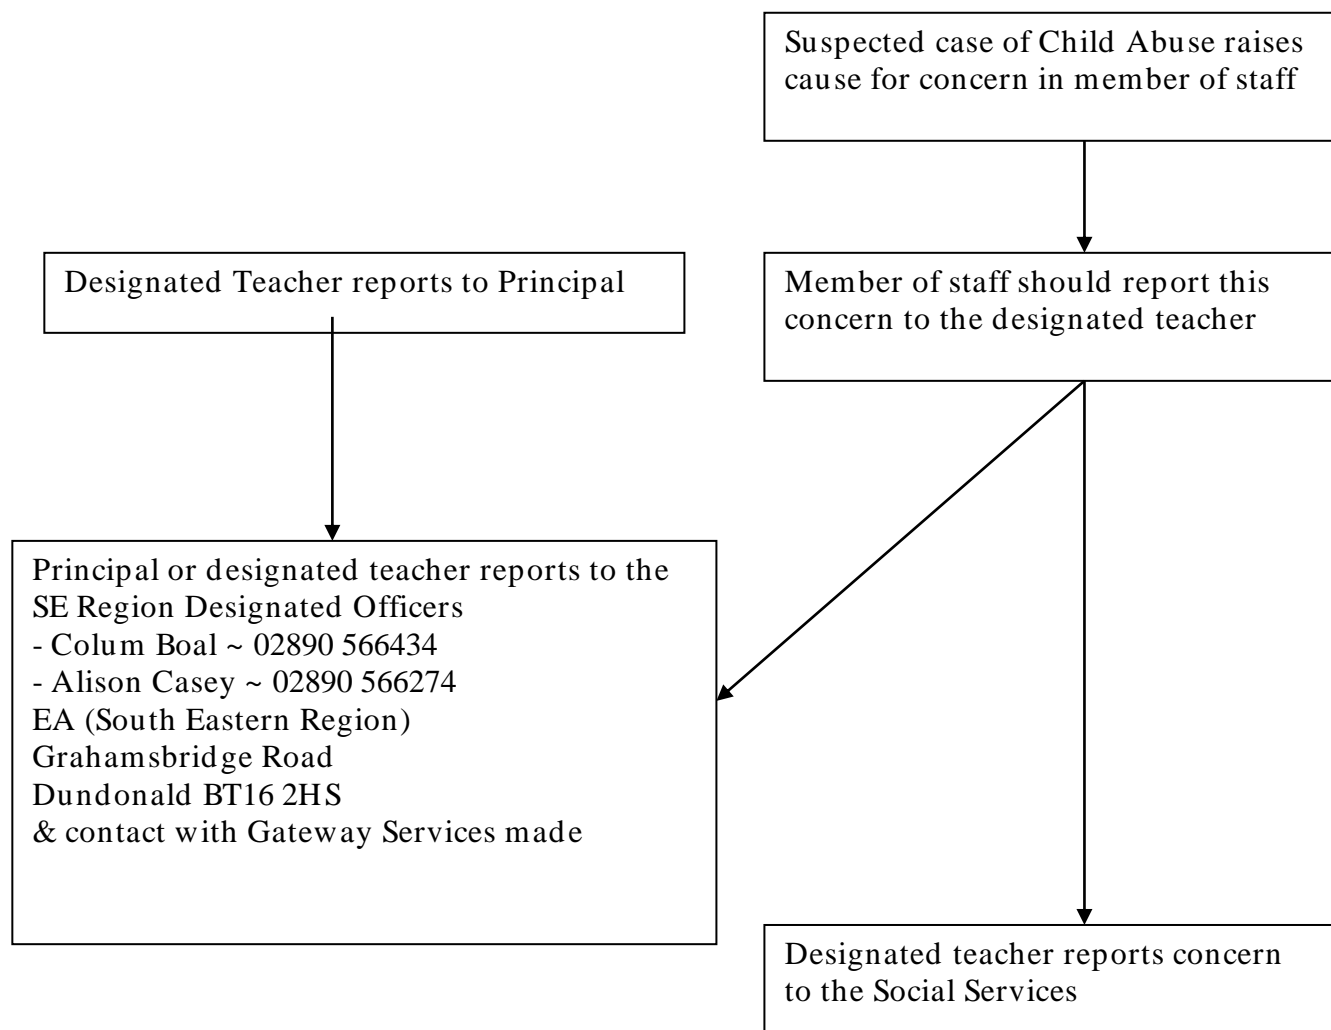 Suspected case of Child Abuse raises
cause for concern in member of staff
Designated Teacher reports to Principal
Member of staff should report this
concern to the designated teacher
Principal or designated teacher reports to the
SE Region Designated Officers
- Colum Boal ~ 02890 566434
- Alison Casey ~ 02890 566274
EA (South Eastern Region)
Grahamsbridge Road
Dundonald BT16 2HS
& contact with Gateway Services made
Designated teacher reports concern
to the Social Services